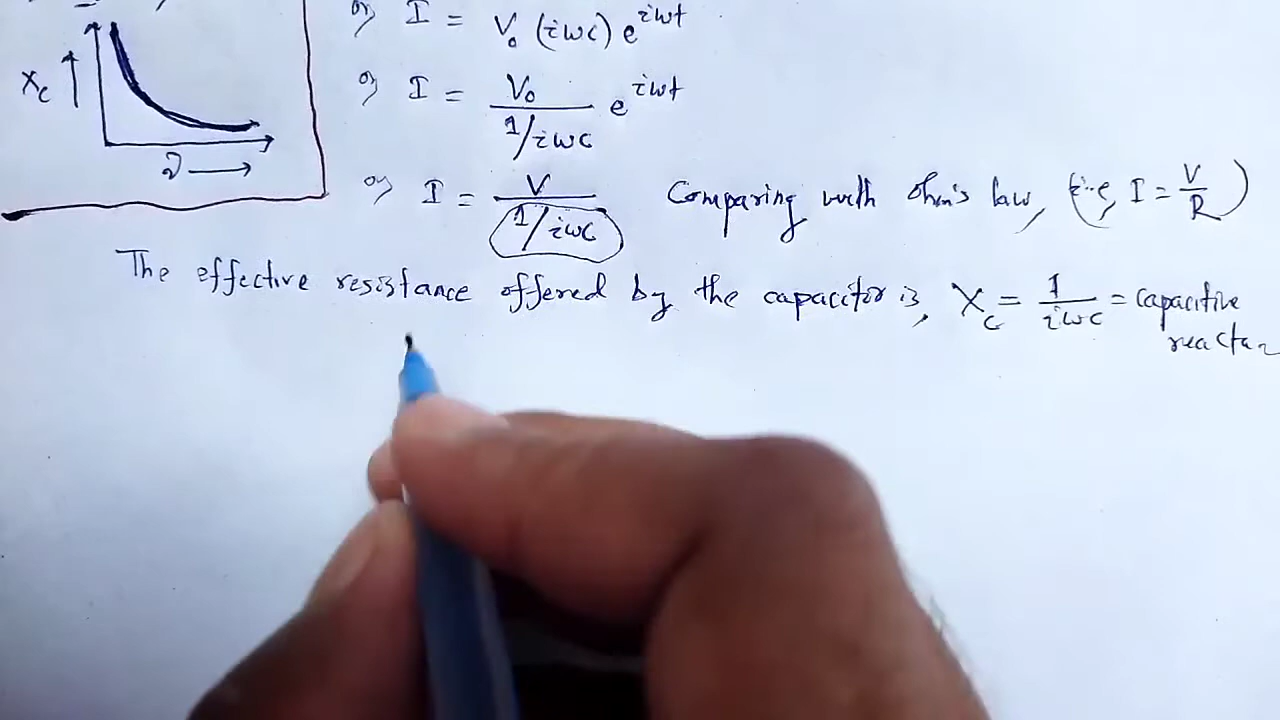 or, I = V₀ (iωc) e^{iωt}
or, I = V₀ / (1/iωc) e^{iωt}
Xc ↑
ν →
or, I = V / (1/iωc) Comparing with ohm's law, (i.e, I = V/R)
The effective resistance offered by the capacitor is, Xc = 1/iωc = capacitive
reactan